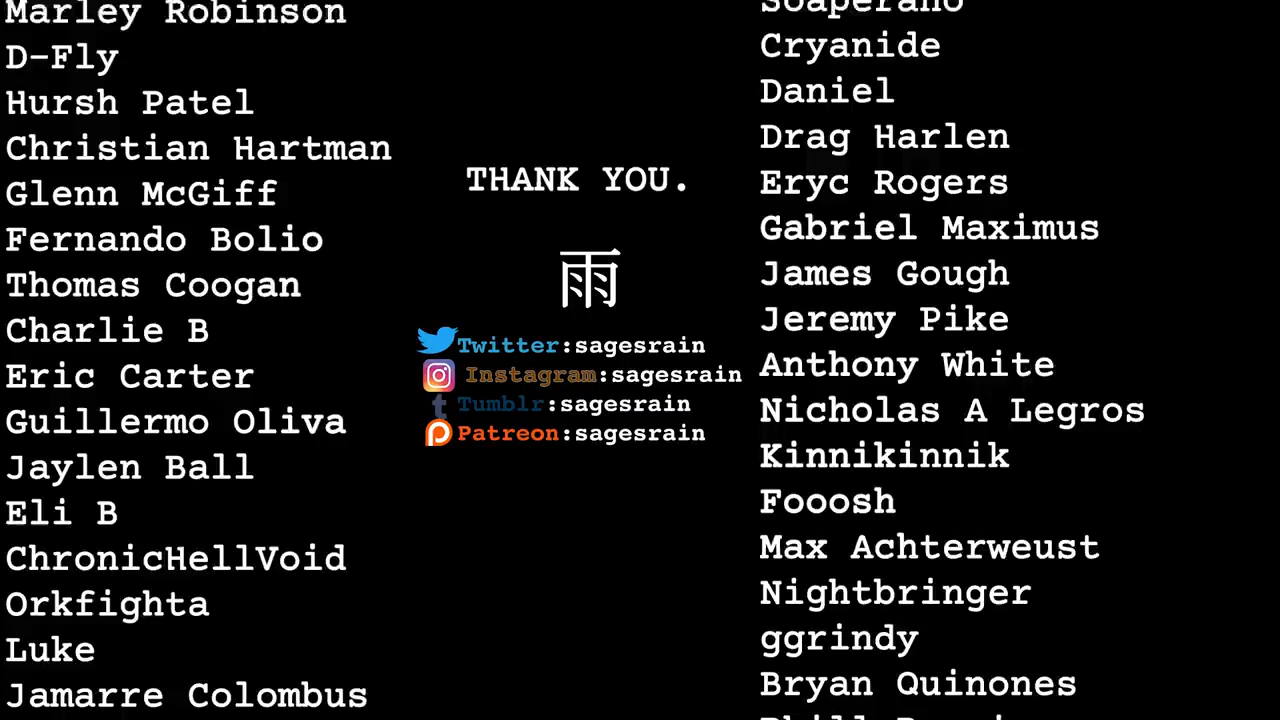 Marley Robinson
D-Fly
Hursh Patel
Christian Hartman
Glenn McGiff
Fernando Bolio
Thomas Coogan
Charlie B
Eric Carter
Guillermo Oliva
Jaylen Ball
Eli B
ChronicHellVoid
Orkfighta
Luke
Jamarre Colombus
THANK YOU.
雨
Twitter:sagesrain
Instagram:sagesrain
Tumblr:sagesrain
Patreon:sagesrain
Cryanide
Daniel
Drag Harlen
Eryc Rogers
Gabriel Maximus
James Gough
Jeremy Pike
Anthony White
Nicholas A Legros
Kinnikinnik
Fooosh
Max Achterweust
Nightbringer
ggrindy
Bryan Quinones